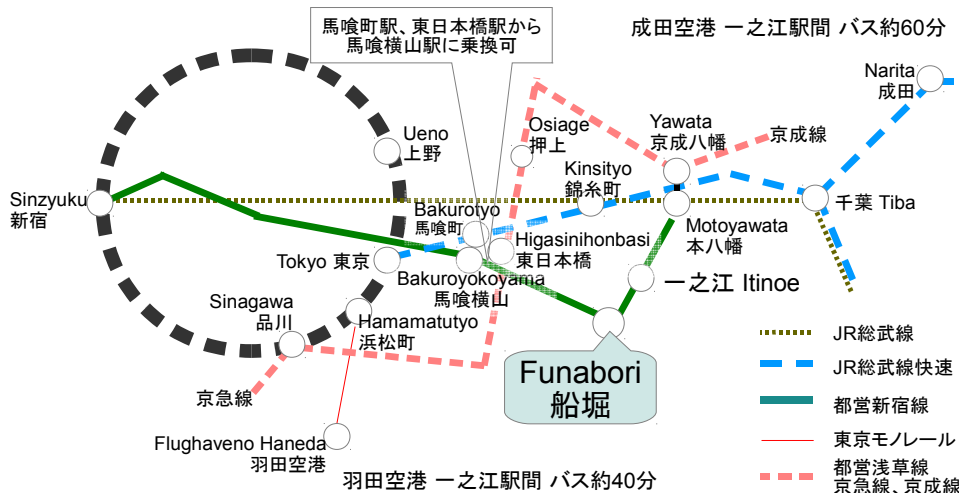 馬喰町駅、東日本橋駅から
馬喰横山駅に乗換可
成田空港 一之江駅間 バス約60分
Narita
成田
Ueno
上野
Osiage
押上
Yawata
京成八幡
京成線
Kinsityo
錦糸町
Sinzyuku
新宿
Bakurotyo
馬喰町
千葉 Tiba
Motoyawata
本八幡
Higasinihonbasi
東日本橋
Tokyo 東京
Bakuroyokoyama
馬喰横山
一之江 Itinoe
Sinagawa
品川
Hamamatutyo
浜松町
Funabori
船堀
京急線
Flughaveno Haneda
羽田空港
羽田空港 一之江駅間 バス約40分
JR総武線
JR総武線快速
都営新宿線
東京モノレール
都営浅草線
京急線、京成線